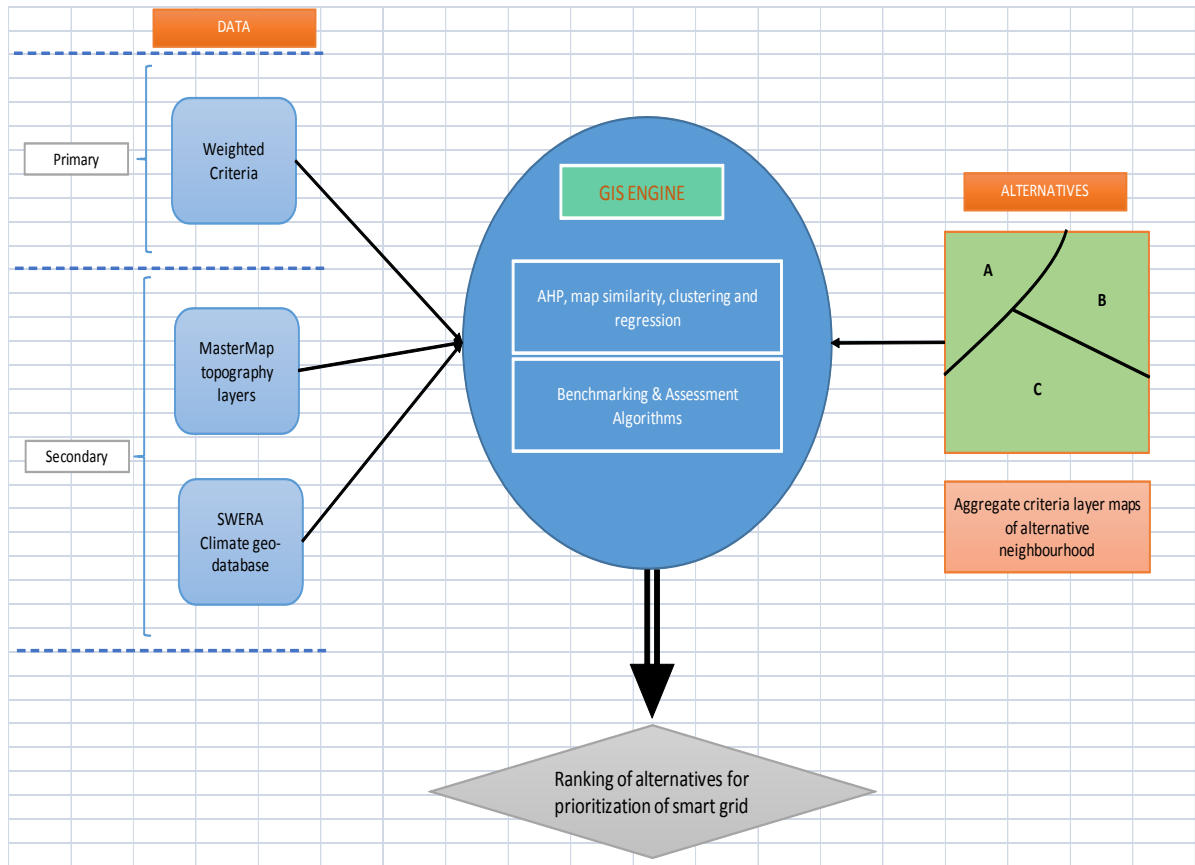 DATA
Primary
Weighted
Criteria
Secondary
MasterMap
topography
layers
SWERA
Climate geo-
database
GIS ENGINE
AHP, map similarity, clustering and
regression
Benchmarking & Assessment
Algorithms
ALTERNATIVES
A
B
C
Aggregate criteria layer maps
of alternative
neighbourhood
Ranking of alternatives for
prioritization of smart grid